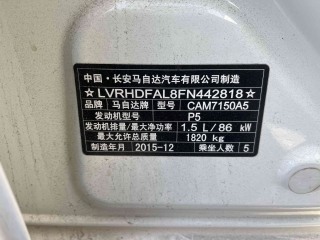 中国·长安马自达汽车有限公司制造
☆LVRHDFAL8FN442818☆
品牌 马自达牌 型号 CAM7150A5
发动机型号 P5
发动机排量/最大净功率 1.5 L/86 kW
最大允许总质量 1820 kg
制造年月 2015-12 乘坐人数 5